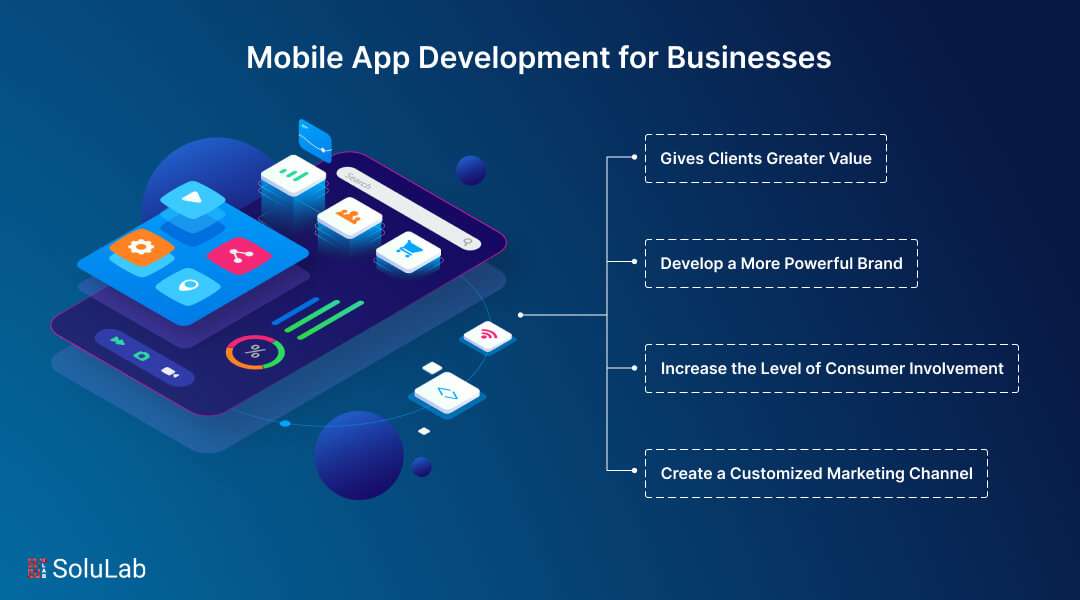 Mobile App Development for Businesses
Search
Gives Clients Greater Value
Develop a More Powerful Brand
Increase the Level of Consumer Involvement
%
Create a Customized Marketing Channel
SoluLab